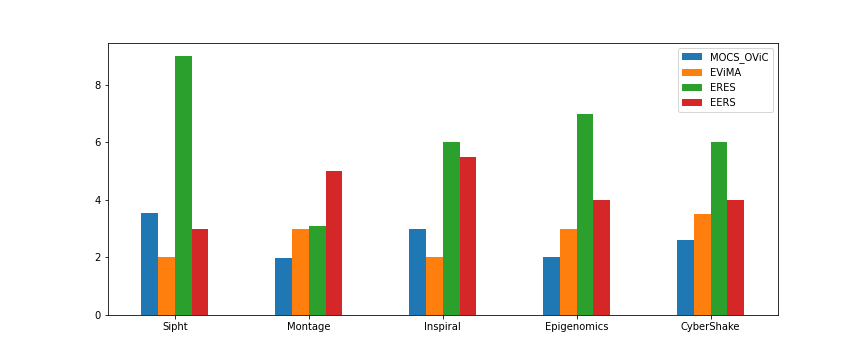 MOCS_OViC
EViMA
ERES
EERS
8
6
4
2
0
Sipht Montage Inspiral Epigenomics CyberShake